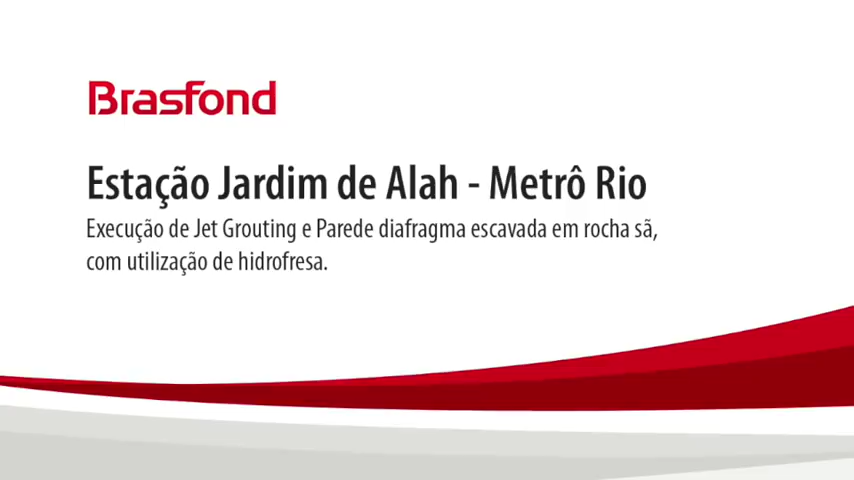 Brasfond
Estação Jardim de Alah - Metrô Rio
Execução de Jet Grouting e Parede diafragma escavada em rocha sã,
com utilização de hidrofresa.